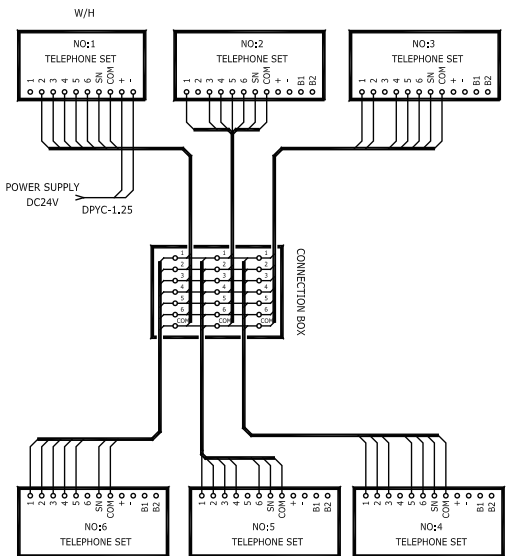 W/H
NO:1
TELEPHONE SET
1 2 3 4 5 6 SN COM + -
NO:2
TELEPHONE SET
1 2 3 4 5 6 SN COM + - B1 B2
NO:3
TELEPHONE SET
1 2 3 4 5 6 SN COM + - B1 B2
POWER SUPPLY
DC24V
DPYC-1.25
1 1 1
2 2 2
3 3 3
4 4 4
5 5 5
6 6 6
COM COM COM
CONNECTION BOX
1 2 3 4 5 6 SN COM + - B1 B2
NO:6
TELEPHONE SET
1 2 3 4 5 6 SN COM + - B1 B2
NO:5
TELEPHONE SET
1 2 3 4 5 6 SN COM + - B1 B2
NO:4
TELEPHONE SET